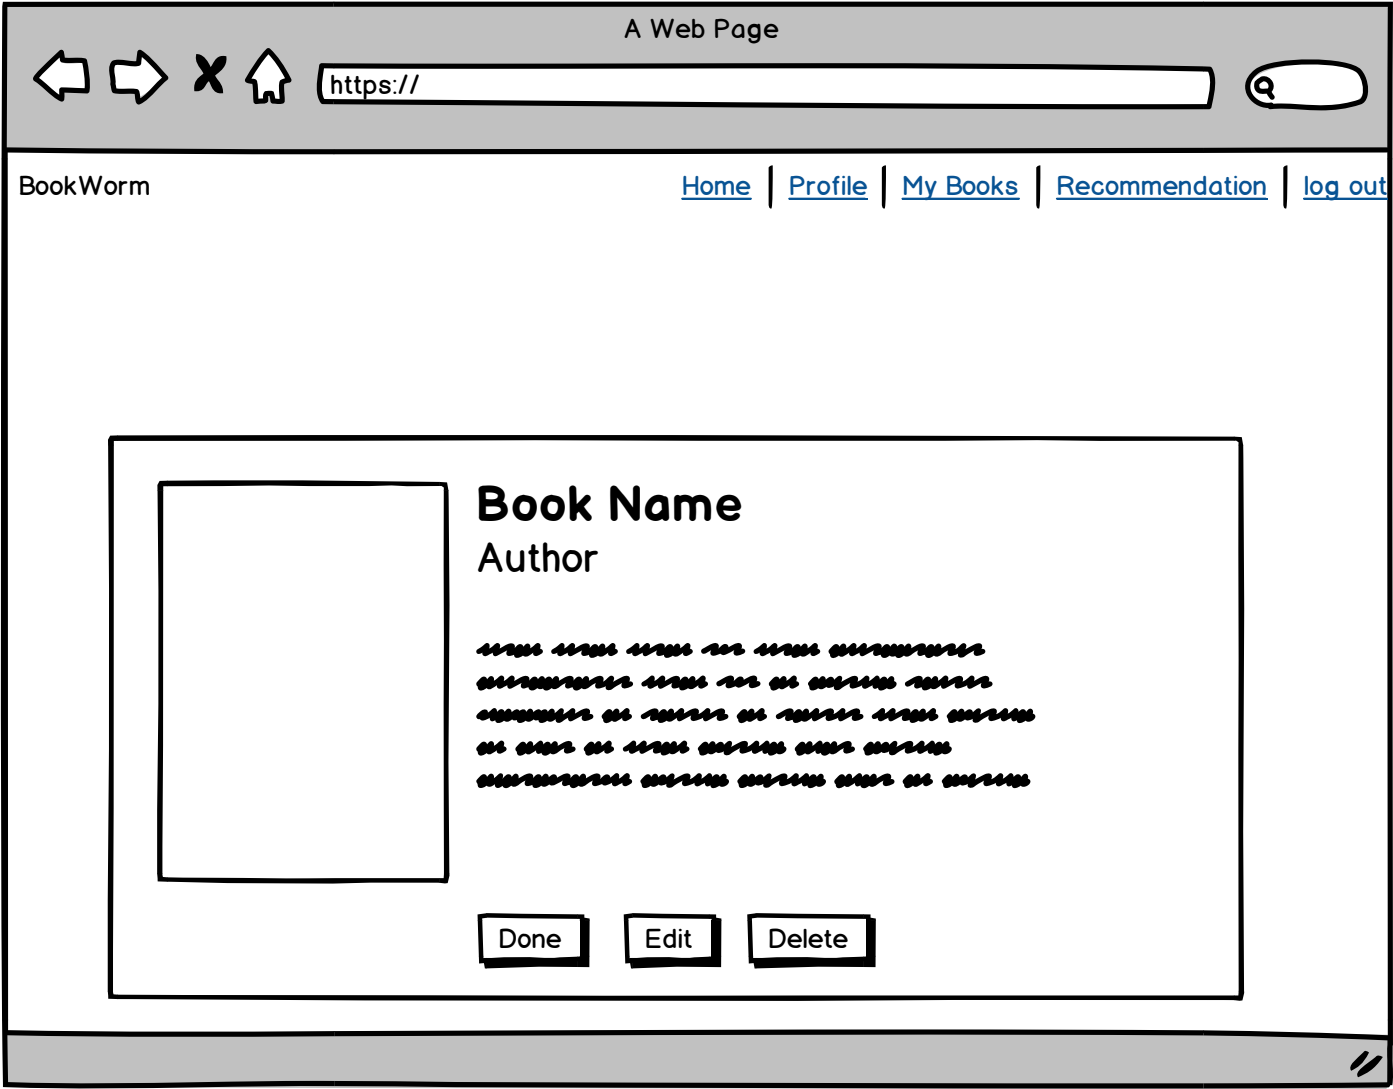 A Web Page
https://
BookWorm
Home | Profile | My Books | Recommendation | log out
Book Name
Author
Done Edit Delete